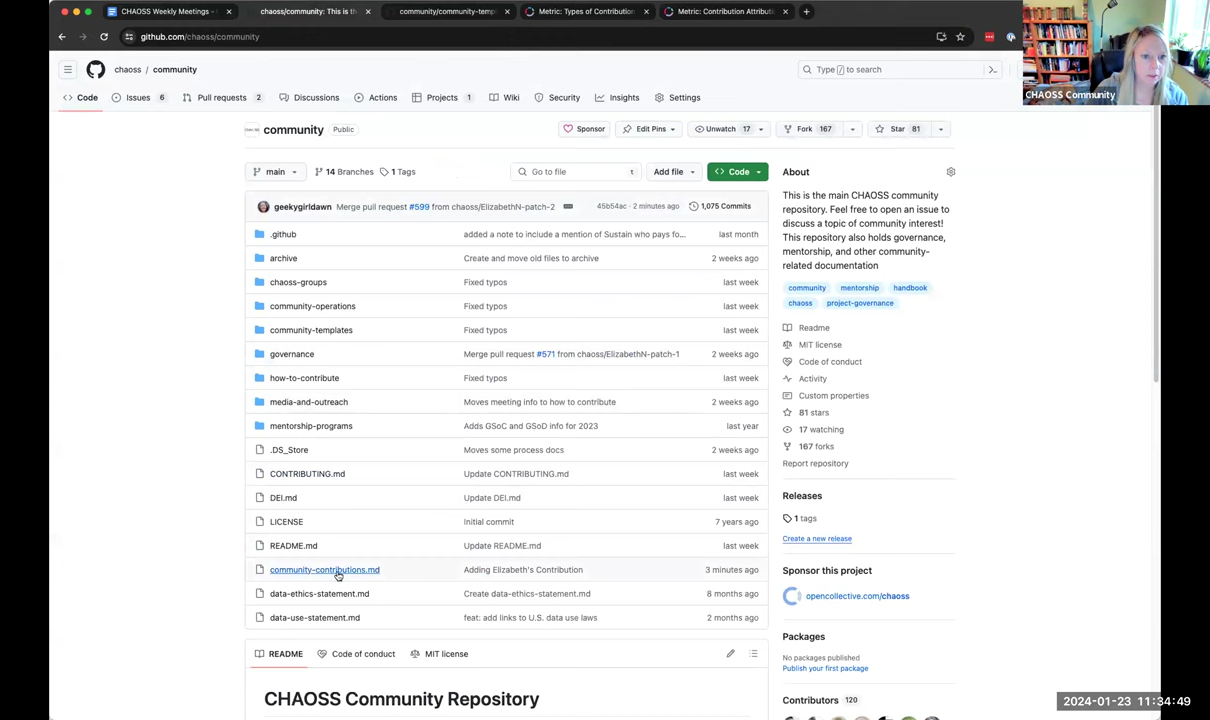 CHAOSS Weekly Meetings -
chaoss/community: This is th
community/community-temp
Metric: Types of Contribution
Metric: Contribution Attributi
github.com/chaoss/community
CHAOSS Community
chaoss / community
Type / to search
Code
Issues 6
Pull requests 2
Discussions
Actions
Projects 1
Wiki
Security
Insights
Settings
community Public
Sponsor
Edit Pins
Unwatch 17
Fork 167
Star 81
main
14 Branches
1 Tags
Go to file
t
Add file
Code
geekygirldawn Merge pull request #599 from chaoss/ElizabethN-patch-2
45b54ac · 2 minutes ago
1,075 Commits
.github added a note to include a mention of Sustain who pays fo... last month
archive Create and move old files to archive 2 weeks ago
chaoss-groups Fixed typos last week
community-operations Fixed typos last week
community-templates Fixed typos last week
governance Merge pull request #571 from chaoss/ElizabethN-patch-1 2 weeks ago
how-to-contribute Fixed typos last week
media-and-outreach Moves meeting info to how to contribute 2 weeks ago
mentorship-programs Adds GSoC and GSoD info for 2023 last year
.DS_Store Moves some process docs 2 weeks ago
CONTRIBUTING.md Update CONTRIBUTING.md last week
DEI.md Update DEI.md last week
LICENSE Initial commit 7 years ago
README.md Update README.md last week
community-contributions.md Adding Elizabeth's Contribution 3 minutes ago
data-ethics-statement.md Create data-ethics-statement.md 8 months ago
data-use-statement.md feat: add links to U.S. data use laws 2 months ago
README
Code of conduct
MIT license
CHAOSS Community Repository
About
This is the main CHAOSS community
repository. Feel free to open an issue to
discuss a topic of community interest!
This repository also holds governance,
mentorship, and other community-
related documentation
community mentorship handbook
chaoss project-governance
Readme
MIT license
Code of conduct
Activity
Custom properties
81 stars
17 watching
167 forks
Report repository
Releases
1 tags
Create a new release
Sponsor this project
opencollective.com/chaoss
Packages
No packages published
Publish your first package
Contributors 120
2024-01-23 11:34:49